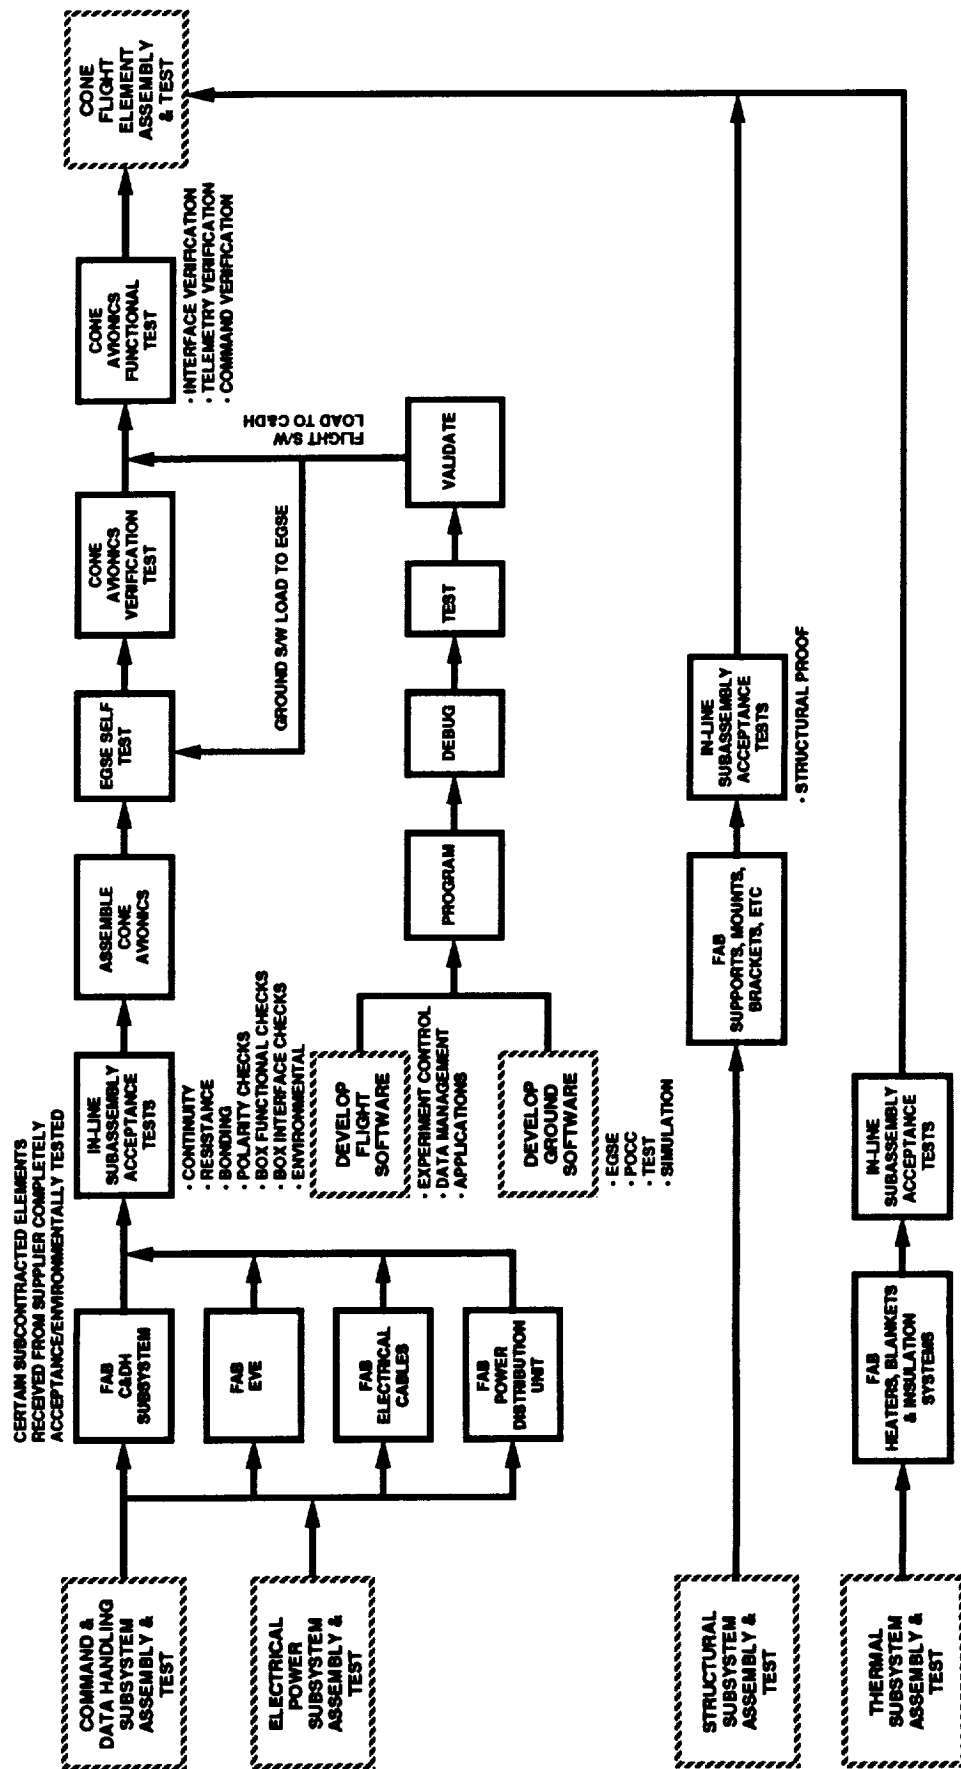 COMMAND &
DATA HANDLING
SUBSYSTEM
ASSEMBLY &
TEST
ELECTRICAL
POWER
SUBSYSTEM
ASSEMBLY &
TEST
STRUCTURAL
SUBSYSTEM
ASSEMBLY &
TEST
THERMAL
SUBSYSTEM
ASSEMBLY &
TEST
CERTAIN SUBCONTRACTED ELEMENTS
RECEIVED FROM SUPPLIER COMPLETELY
ACCEPTANCE/ENVIRONMENTALLY TESTED
FAB
C&DH
SUBSYSTEM
FAB
EVE
FAB
ELECTRICAL
CABLES
FAB
POWER
DISTRIBUTION
UNIT
IN-LINE
SUBASSEMBLY
ACCEPTANCE
TESTS
· CONTINUITY
· RESISTANCE
· BONDING
· POLARITY CHECKS
· BOX FUNCTIONAL CHECKS
· BOX INTERFACE CHECKS
· ENVIRONMENTAL
DEVELOP
FLIGHT
SOFTWARE
· EXPERIMENT CONTROL
· DATA MANAGEMENT
· APPLICATIONS
DEVELOP
GROUND
SOFTWARE
· EGSE
· POCC
· TEST
· SIMULATION
ASSEMBLE
CONE
AVIONICS
EGSE SELF
TEST
CONE
AVIONICS
VERIFICATION
TEST
CONE
AVIONICS
FUNCTIONAL
TEST
· INTERFACE VERIFICATION
· TELEMETRY VERIFICATION
· COMMAND VERIFICATION
CONE
FLIGHT
ELEMENT
ASSEMBLY
& TEST
GROUND S/W LOAD TO EGSE
FLIGHT S/W
LOAD TO C&DH
PROGRAM
DEBUG
TEST
VALIDATE
FAB
SUPPORTS, MOUNTS,
BRACKETS, ETC
IN-LINE
SUBASSEMBLY
ACCEPTANCE
TESTS
· STRUCTURAL PROOF
FAB
HEATERS, BLANKETS
& INSULATION
SYSTEMS
IN-LINE
SUBASSEMBLY
ACCEPTANCE
TESTS